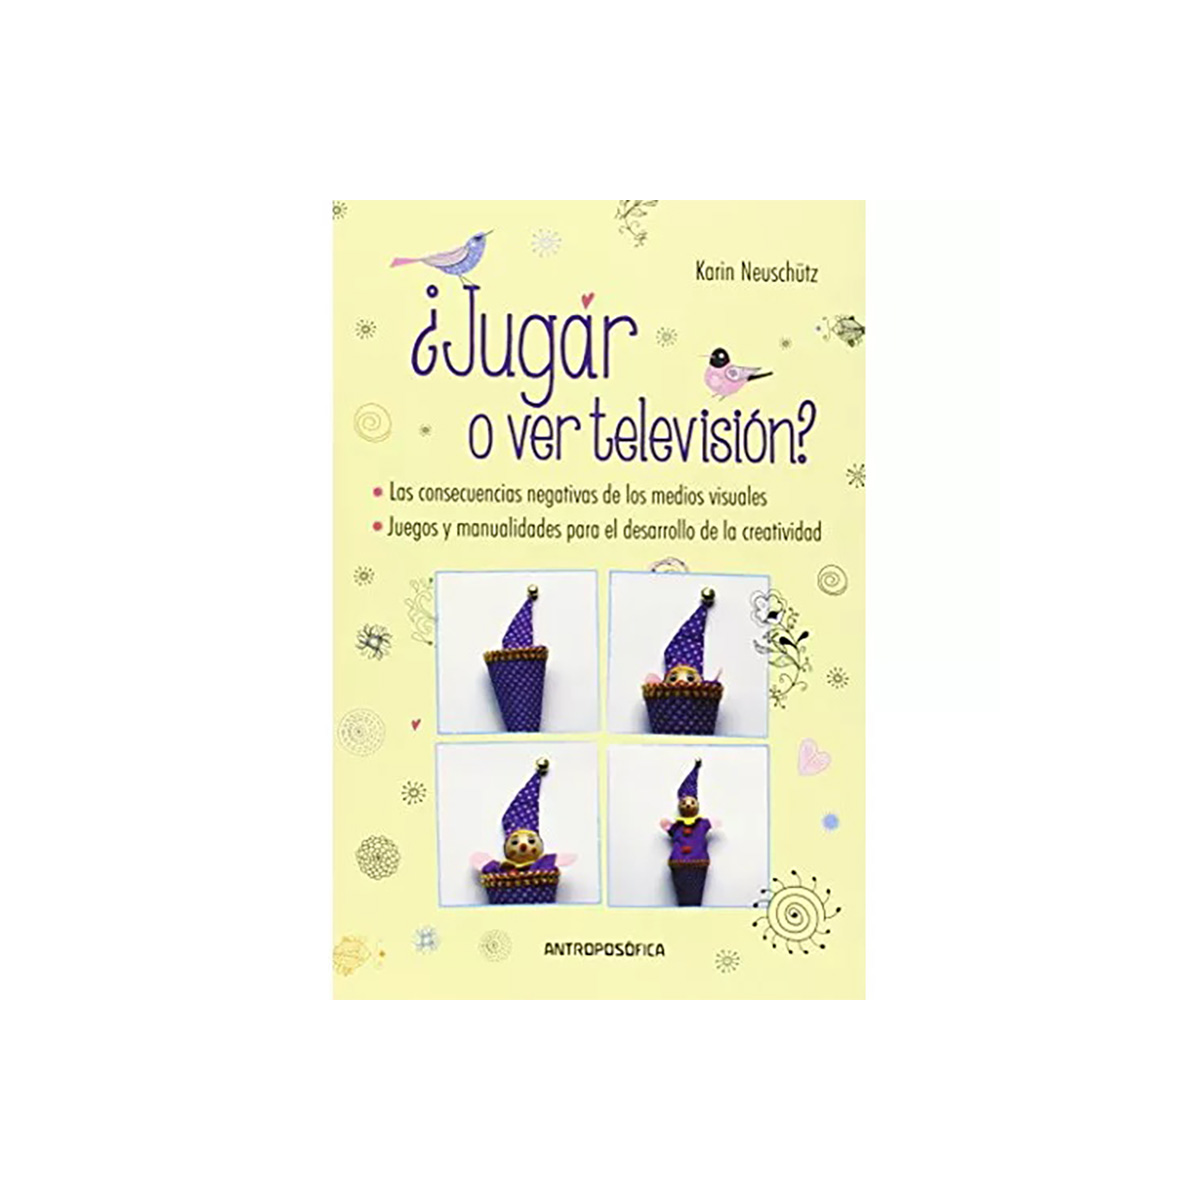 Karin Neuschütz
¿Jugar
o ver televisión?
• Las consecuencias negativas de los medios visuales
• Juegos y manualidades para el desarrollo de la creatividad
ANTROPOSÓFICA